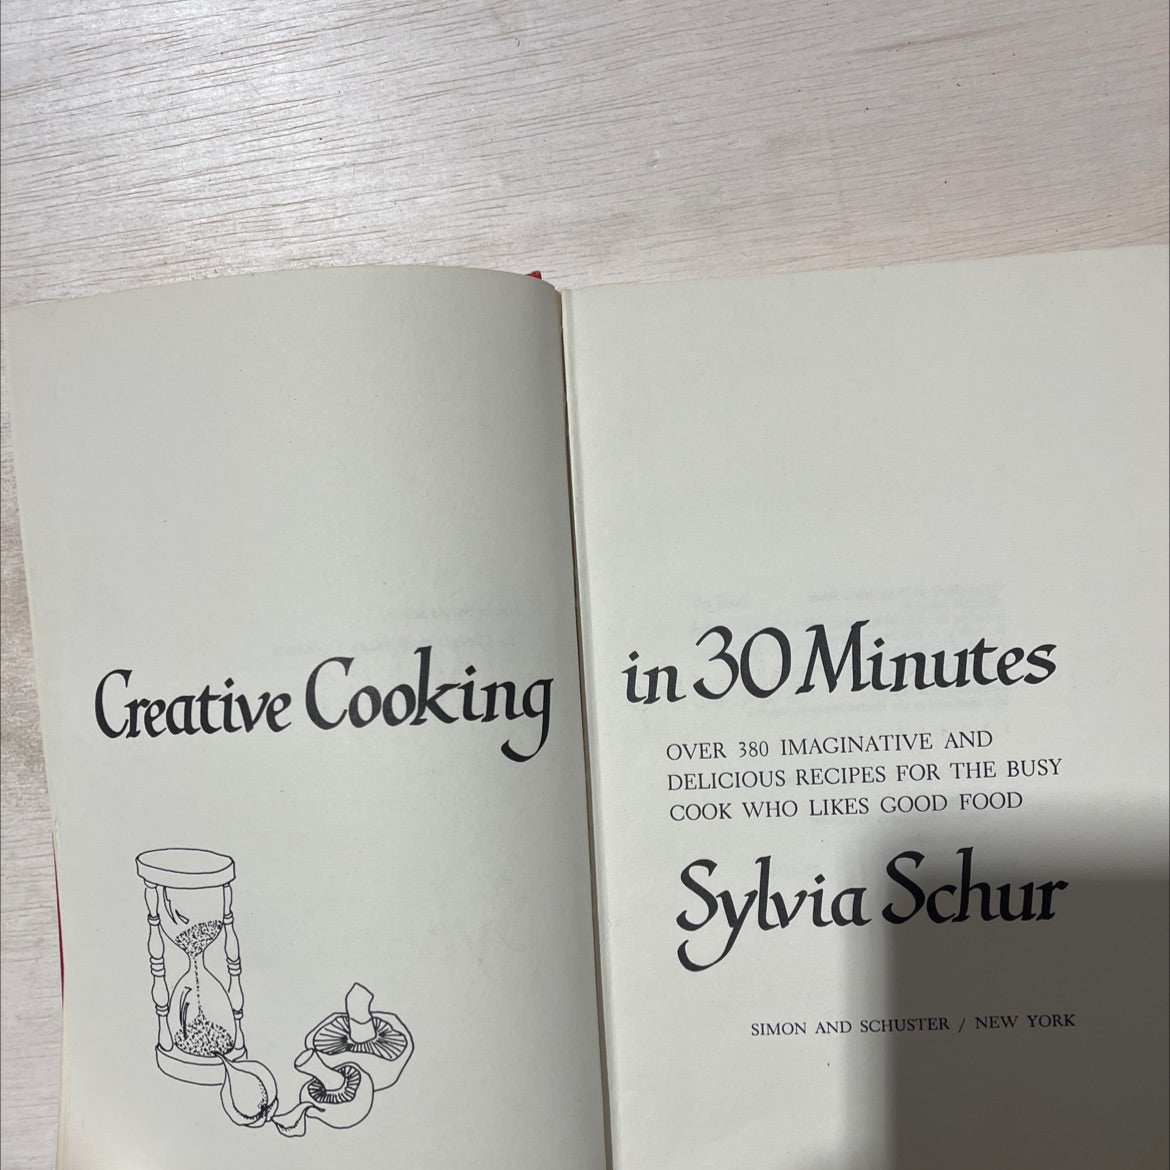 Creative Cooking
in 30 Minutes
OVER 380 IMAGINATIVE AND
DELICIOUS RECIPES FOR THE BUSY
COOK WHO LIKES GOOD FOOD
Sylvia Schur
SIMON AND SCHUSTER / NEW YORK